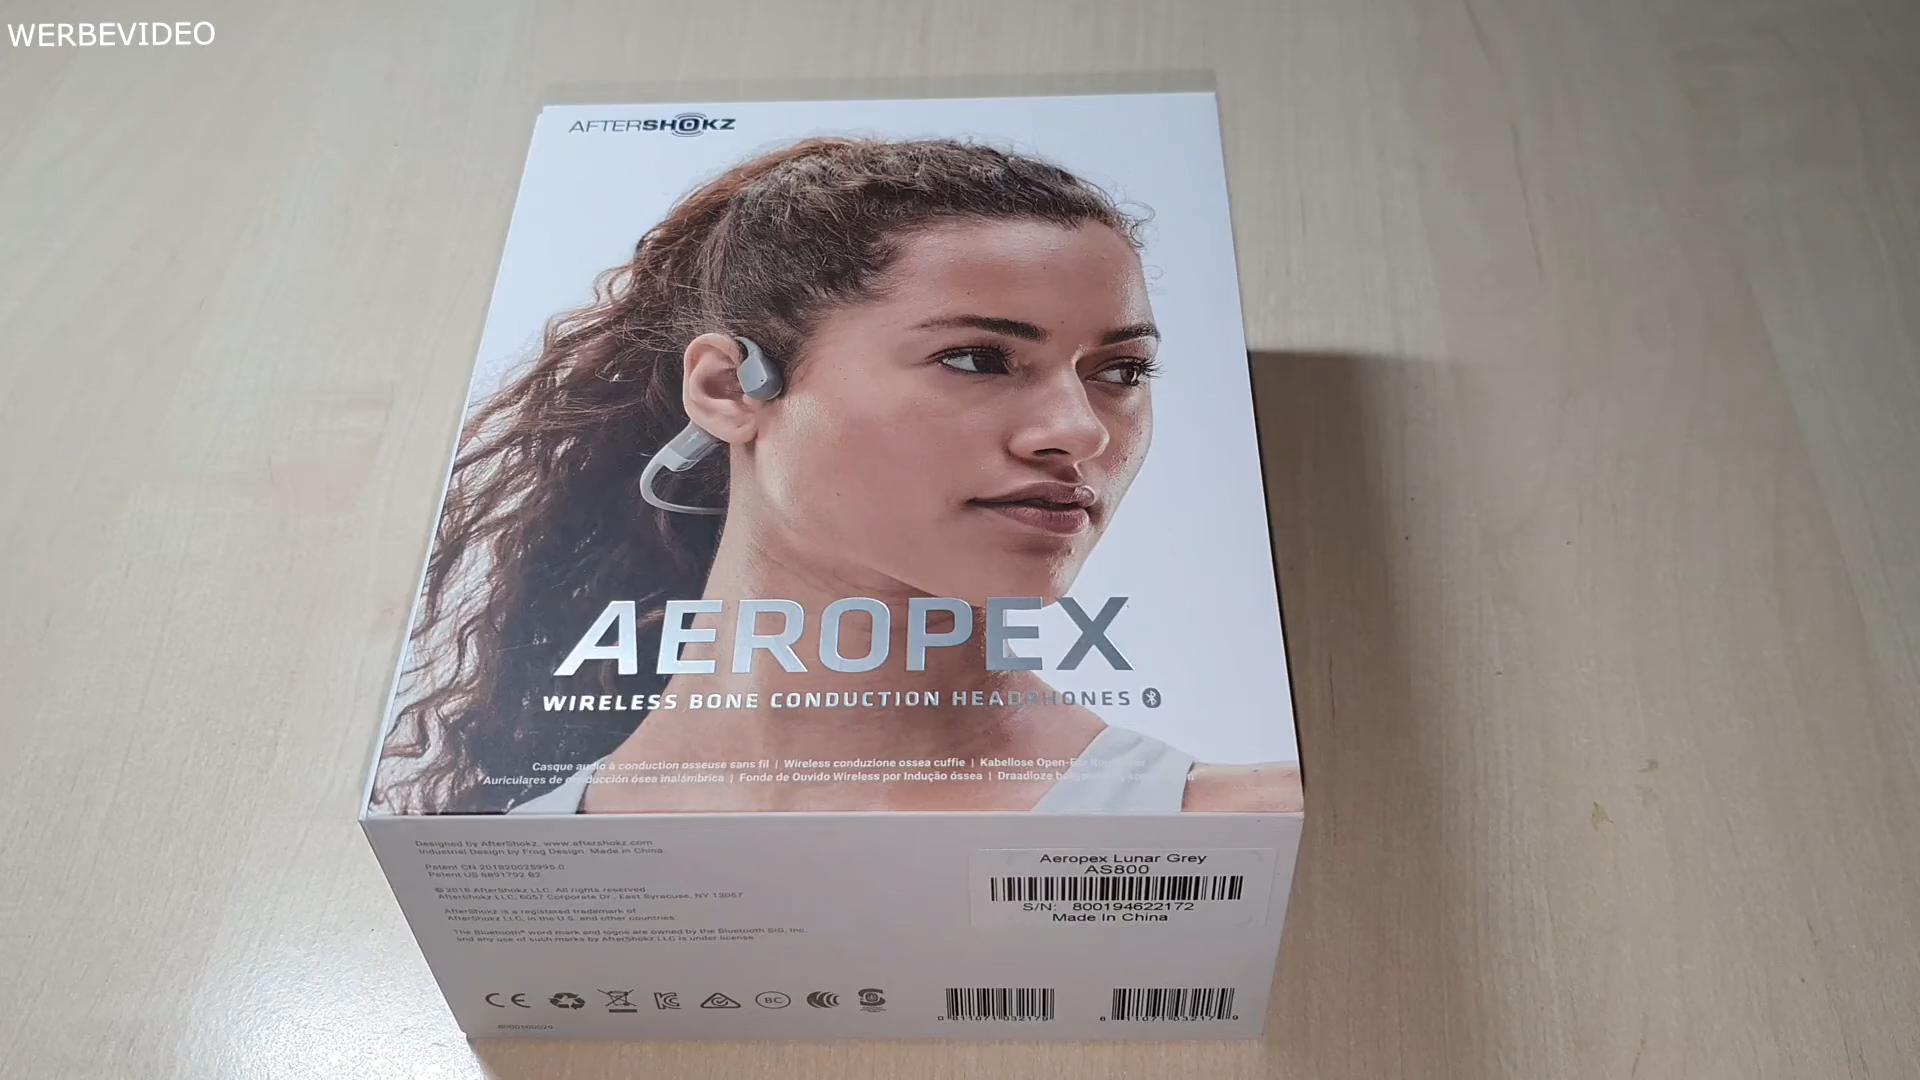 WERBEVIDEO
AFTERSHOKZ
AEROPEX
WIRELESS BONE CONDUCTION HEADPHONES
Casque audio à conduction osseuse sans fil | Wireless conduzione ossea cuffie | Kabellose Open-Ear
Auriculares de conducción ósea inalámbrica | Fonde de Ouvido Wireless por Indução óssea | Draadloze
Designed by AfterShokz. www.aftershokz.com
Industrial Design by Frog Design. Made in China.
Patent CN 201820025995.0
Patent US 8891792 B2
© 2018 AfterShokz LLC, All rights reserved
AfterShokz LLC, 6057 Corporate Dr., East Syracuse, NY 13057
AfterShokz is a registered trademark of
AfterShokz LLC, in the U.S. and other countries
The Bluetooth® word mark and logos are owned by the Bluetooth SIG, Inc.
and any use of such marks by AfterShokz LLC is under license.
Aeropex Lunar Grey
AS800
S/N: 800194622172
Made In China
CE
BC